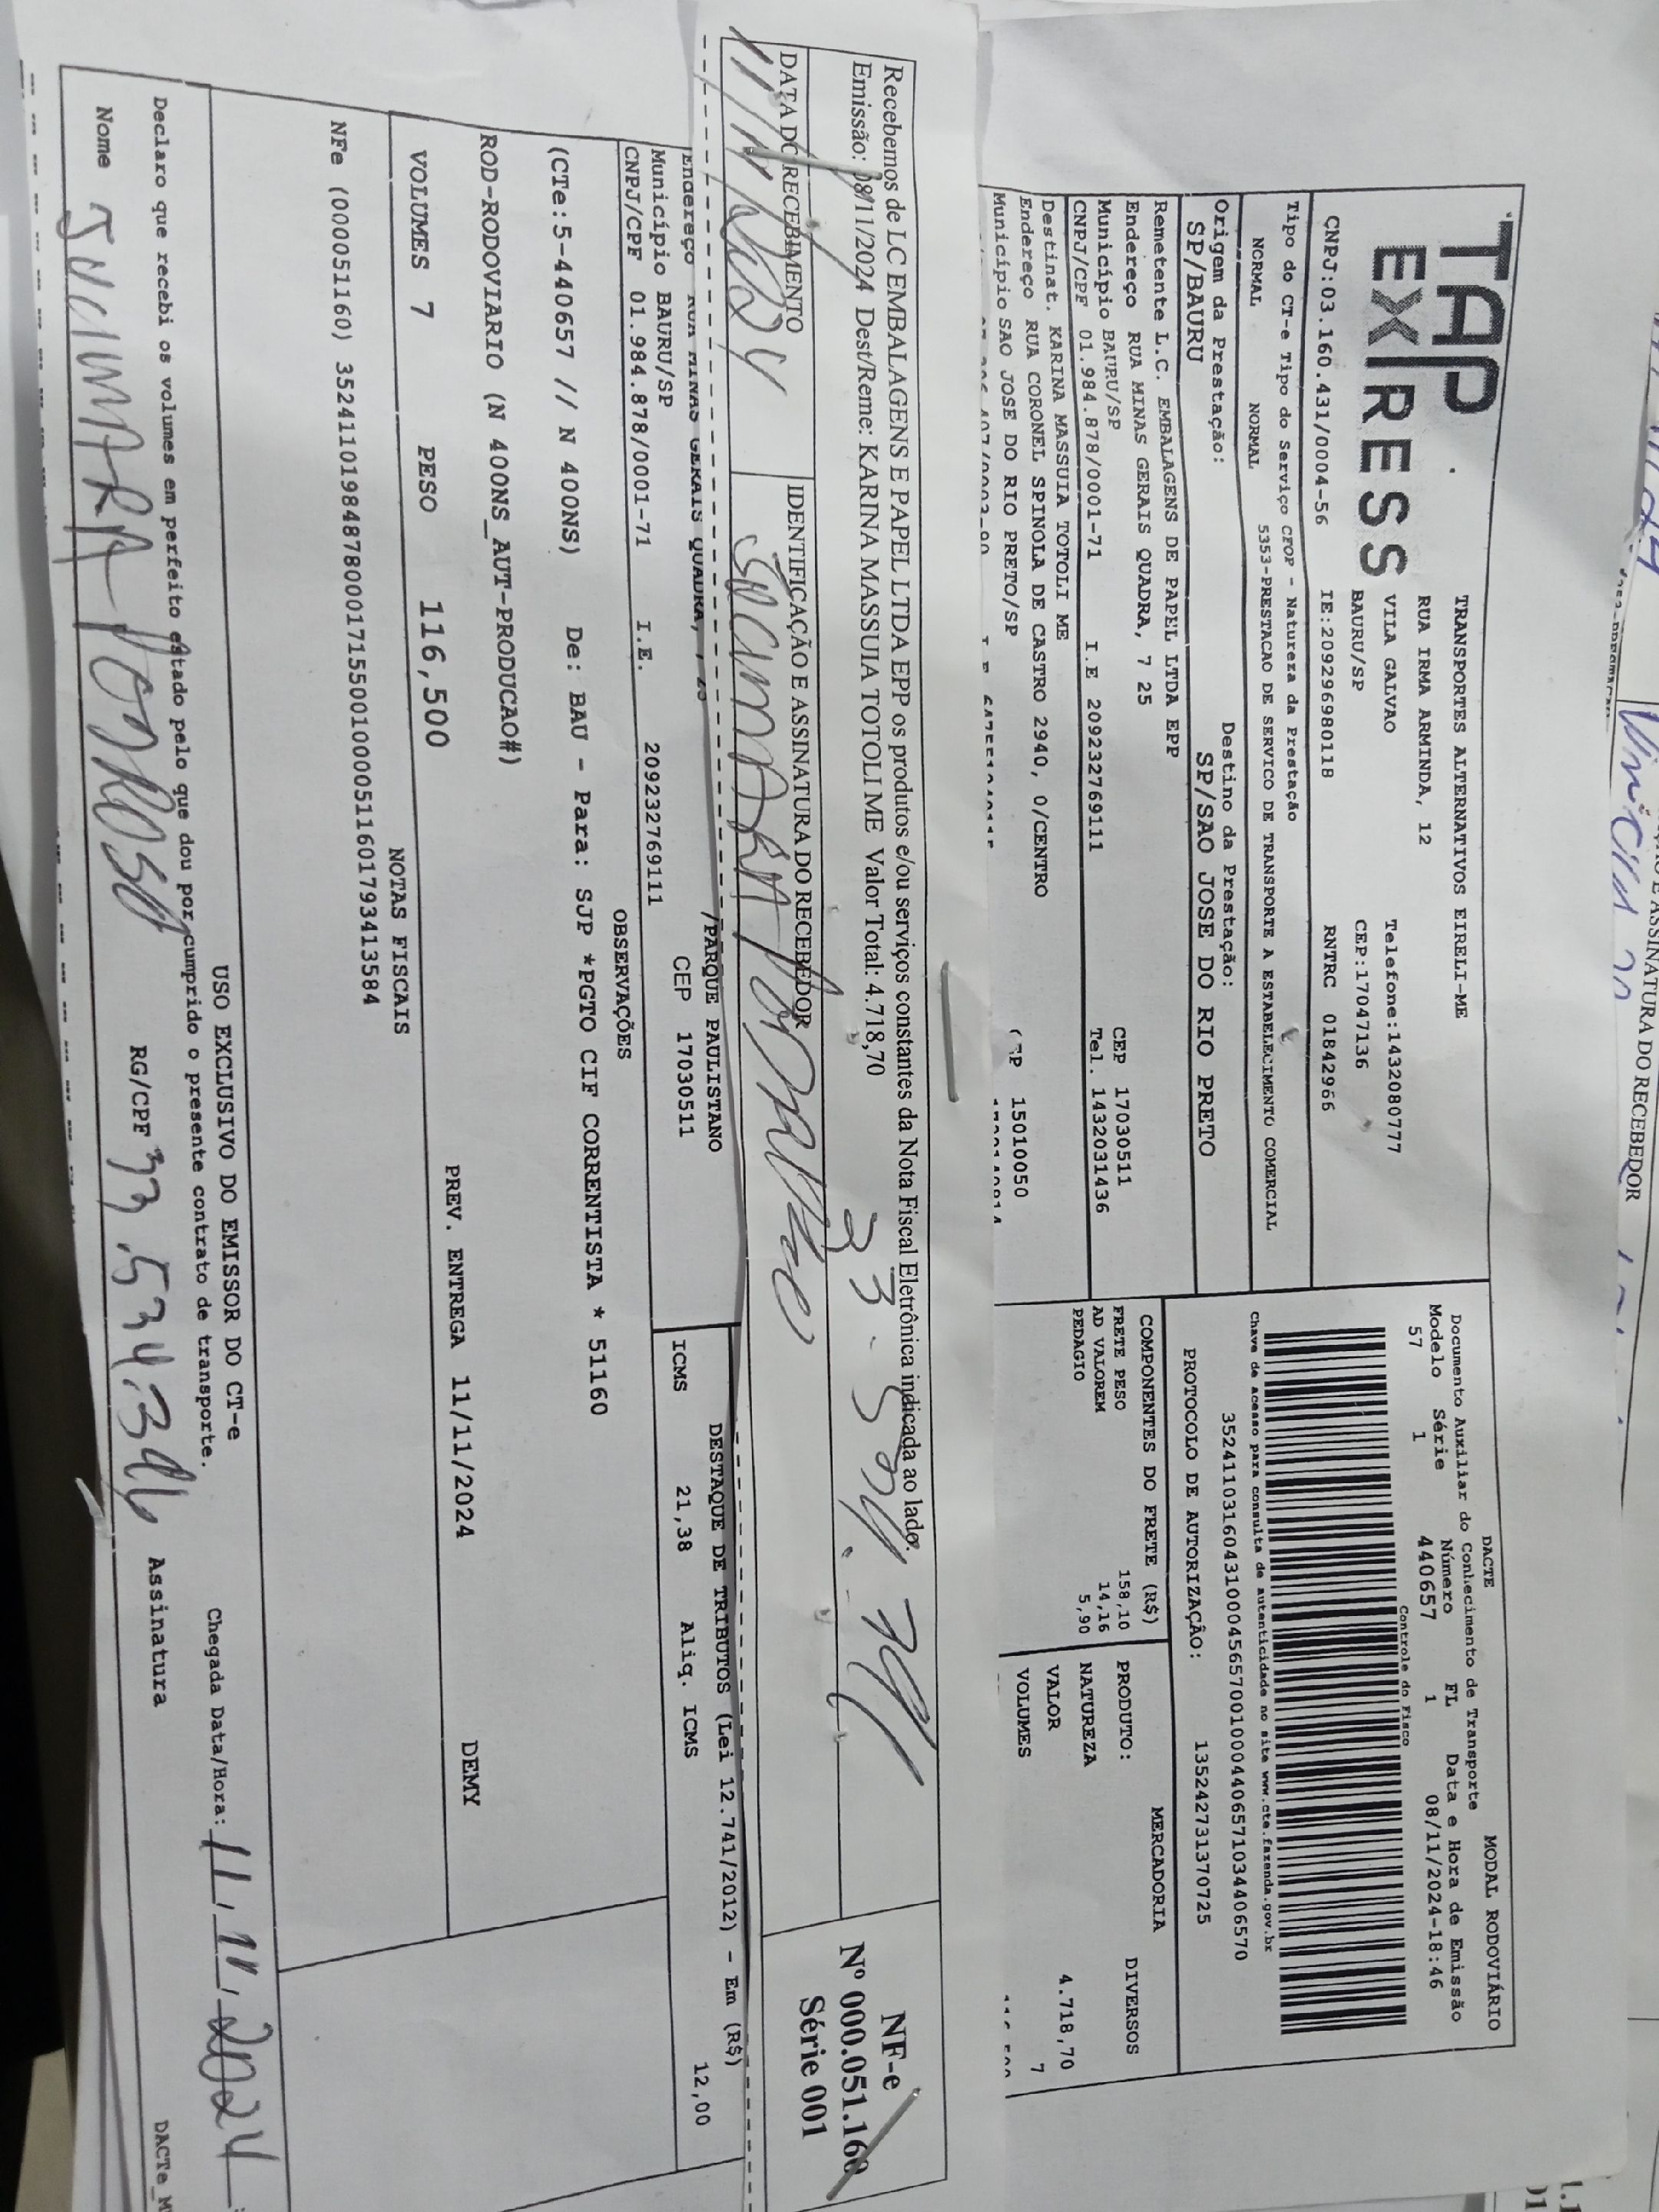 TAP
EXPRESS
TRANSPORTES ALTERNATIVOS EIRELI-ME
RUA IRMA ARMINDA, 12
VILA GALVAO Telefone:1432080777
BAURU/SP CEP:17047136
CNPJ:03.160.431/0004-56 IE:209296980118 RNTRC 01842966
DACTE MODAL RODOVIÁRIO
Documento Auxiliar do Conhecimento de Transporte
Modelo Série Número FL Data e Hora de Emissão
57 1 440657 1 08/11/2024-18:46
Controle do Fisco
Chave de acesso para consulta de autenticidade no site www.cte.fazenda.gov.br
35241103160431000456570010004406571034406570
PROTOCOLO DE AUTORIZAÇÃO: 135242731370725
Tipo do CT-e Tipo do Serviço CFOP - Natureza da Prestação
NORMAL NORMAL 5353-PRESTACAO DE SERVICO DE TRANSPORTE A ESTABELECIMENTO COMERCIAL
Origem da Prestação: Destino da Prestação:
SP/BAURU SP/SAO JOSE DO RIO PRETO
Remetente L.C. EMBALAGENS DE PAPEL LTDA EPP
Endereço RUA MINAS GERAIS QUADRA, 7 25
Município BAURU/SP CEP 17030511
CNPJ/CPF 01.984.878/0001-71 I.E 209232769111 Tel. 1432031436
Destinat. KARINA MASSUIA TOTOLI ME
Endereço RUA CORONEL SPINOLA DE CASTRO 2940, 0/CENTRO
Município SAO JOSE DO RIO PRETO/SP CEP 15010050
COMPONENTES DO FRETE (R$)
FRETE PESO 158,10
AD VALOREM 14,16
PEDAGIO 5,90
MERCADORIA
PRODUTO: DIVERSOS
NATUREZA
VALOR 4.718,70
VOLUMES 7
Recebemos de LC EMBALAGENS E PAPEL LTDA EPP os produtos e/ou serviços constantes da Nota Fiscal Eletrônica indicada ao lado.
Emissão: 08/11/2024 Dest/Reme: KARINA MASSUIA TOTOLI ME Valor Total: 4.718,70
DATA DO RECEBIMENTO IDENTIFICAÇÃO E ASSINATURA DO RECEBEDOR
NF-e
Nº 000.051.160
Série 001
Endereço RUA MINAS GERAIS QUADRA, /PARQUE PAULISTANO
Município BAURU/SP CEP 17030511
CNPJ/CPF 01.984.878/0001-71 I.E. 209232769111
DESTAQUE DE TRIBUTOS (Lei 12.741/2012) - Em (R$)
ICMS 21,38 Aliq. ICMS 12,00
OBSERVAÇÕES
(CTe:5-440657 // N 400NS) De: BAU - Para: SJP *PGTO CIF CORRENTISTA * 51160
ROD-RODOVIARIO (N 400NS_AUT-PRODUCAO#)
VOLUMES 7 PESO 116,500 PREV. ENTREGA 11/11/2024 DEMY
NOTAS FISCAIS
NFe (000051160) 35241101984878000171550010000511601793413584
USO EXCLUSIVO DO EMISSOR DO CT-e
Declaro que recebi os volumes em perfeito estado pelo que dou por cumprido o presente contrato de transporte.
Chegada Data/Hora: 11/11/2024
Nome RG/CPF Assinatura